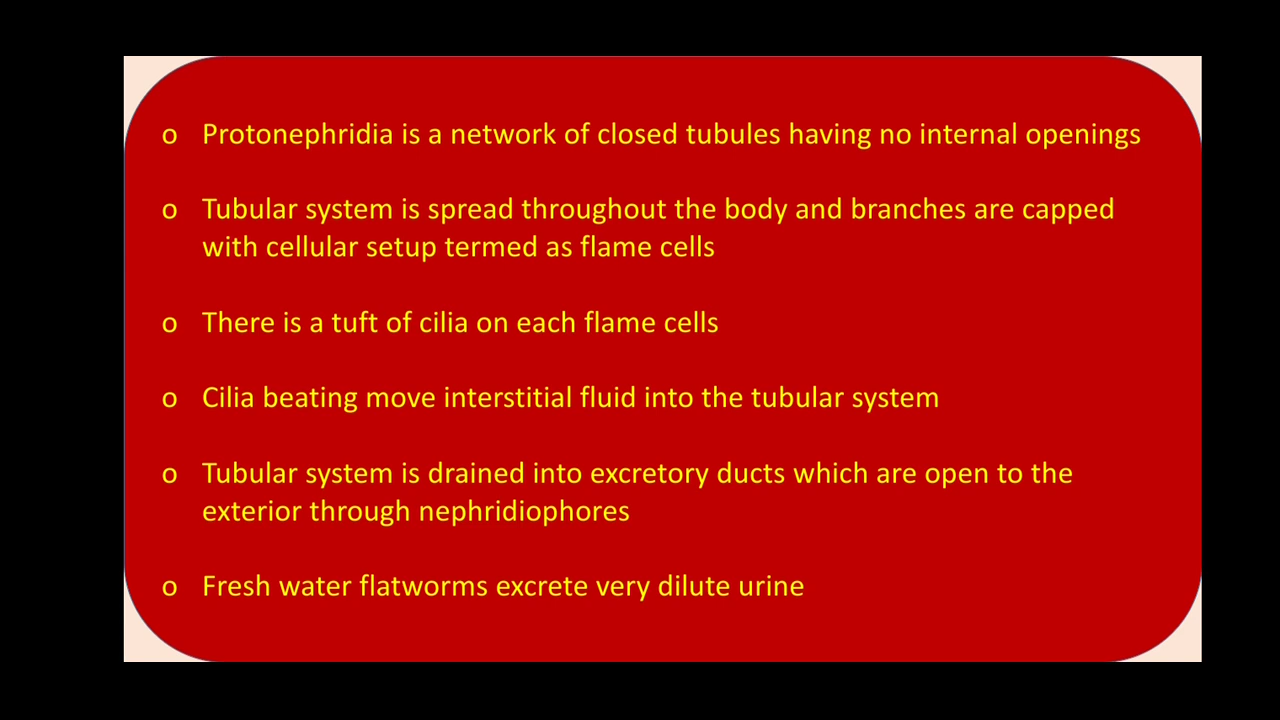 o Protonephridia is a network of closed tubules having no internal openings
o Tubular system is spread throughout the body and branches are capped
with cellular setup termed as flame cells
o There is a tuft of cilia on each flame cells
o Cilia beating move interstitial fluid into the tubular system
o Tubular system is drained into excretory ducts which are open to the
exterior through nephridiophores
o Fresh water flatworms excrete very dilute urine